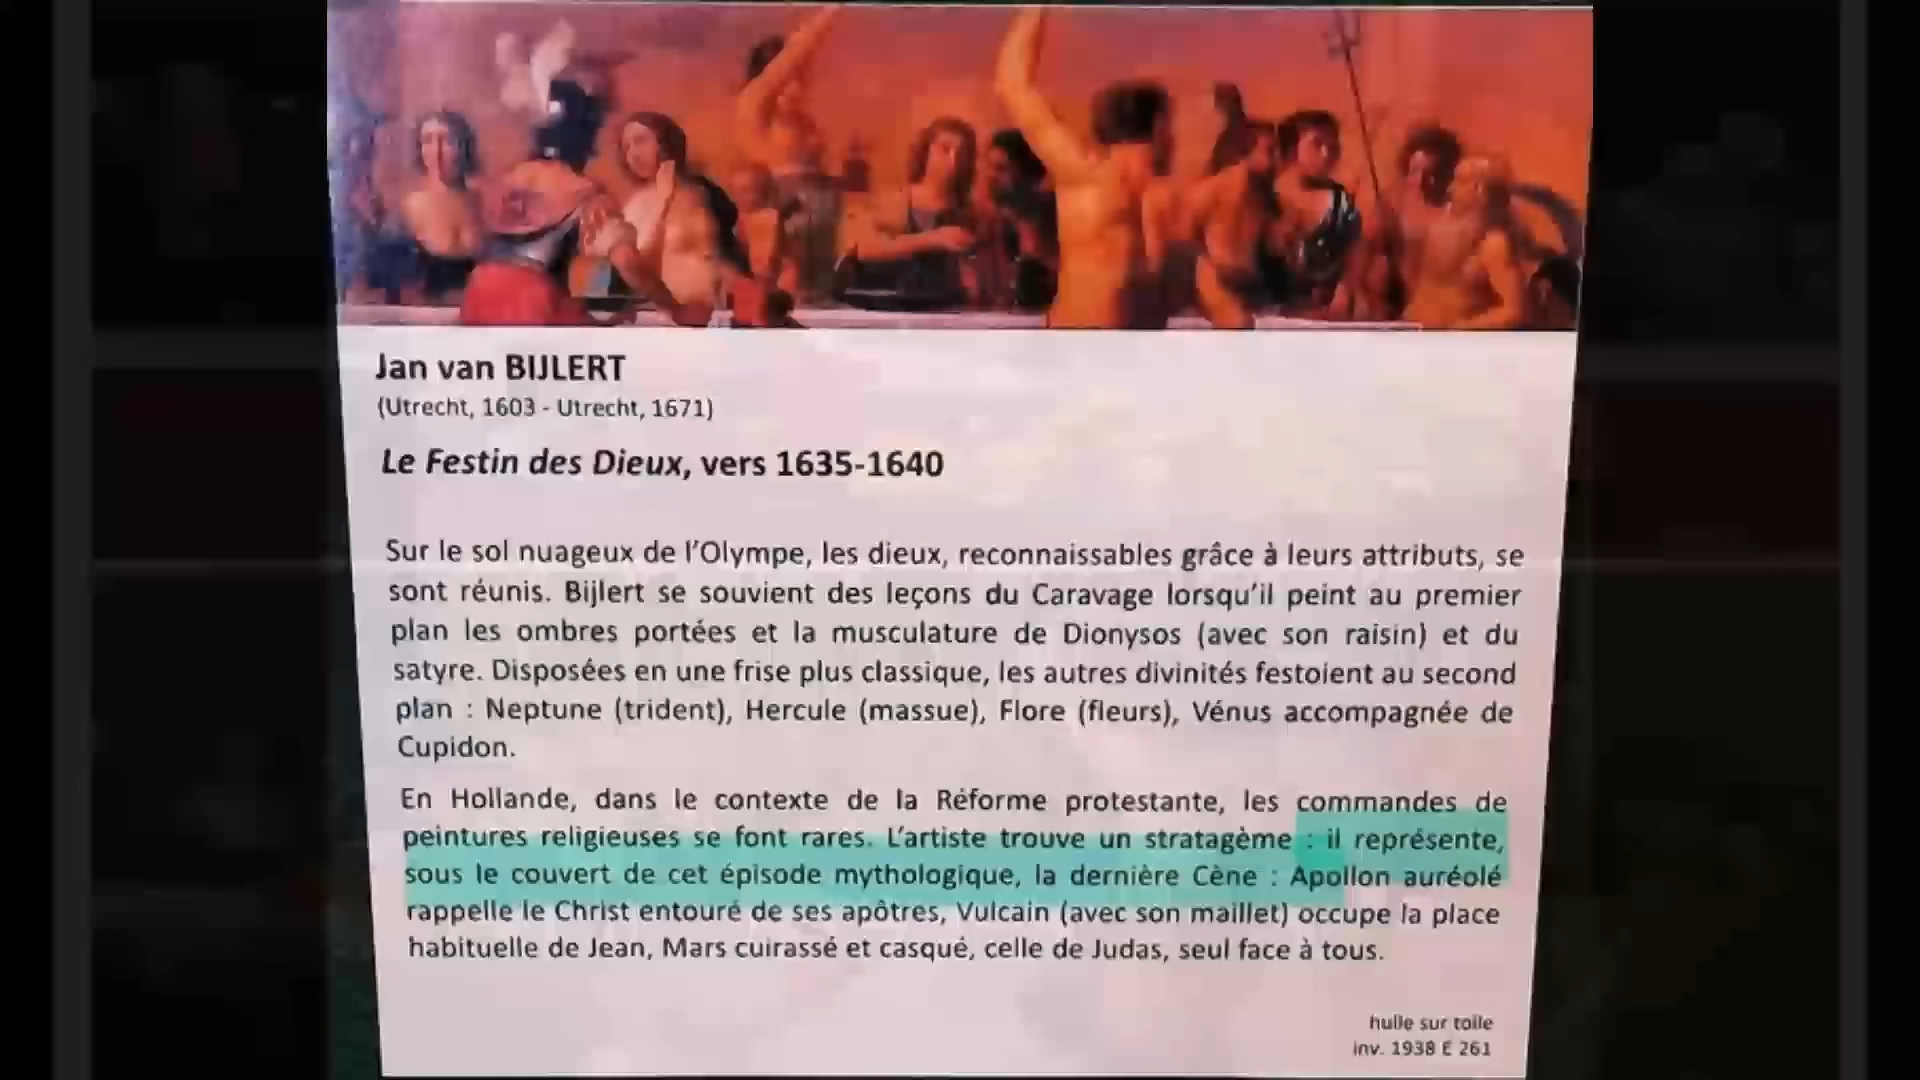 Jan van BIJLERT
(Utrecht, 1603 - Utrecht, 1671)
Le Festin des Dieux, vers 1635-1640
Sur le sol nuageux de l'Olympe, les dieux, reconnaissables grâce à leurs attributs, se
sont réunis. Bijlert se souvient des leçons du Caravage lorsqu'il peint au premier
plan les ombres portées et la musculature de Dionysos (avec son raisin) et du
satyre. Disposées en une frise plus classique, les autres divinités festoient au second
plan : Neptune (trident), Hercule (massue), Flore (fleurs), Vénus accompagnée de
Cupidon.
En Hollande, dans le contexte de la Réforme protestante, les commandes de
peintures religieuses se font rares. L'artiste trouve un stratagème : il représente,
sous le couvert de cet épisode mythologique, la dernière Cène : Apollon auréolé
rappelle le Christ entouré de ses apôtres, Vulcain (avec son maillet) occupe la place
habituelle de Jean, Mars cuirassé et casqué, celle de Judas, seul face à tous.
huile sur toile
inv. 1938 E 261